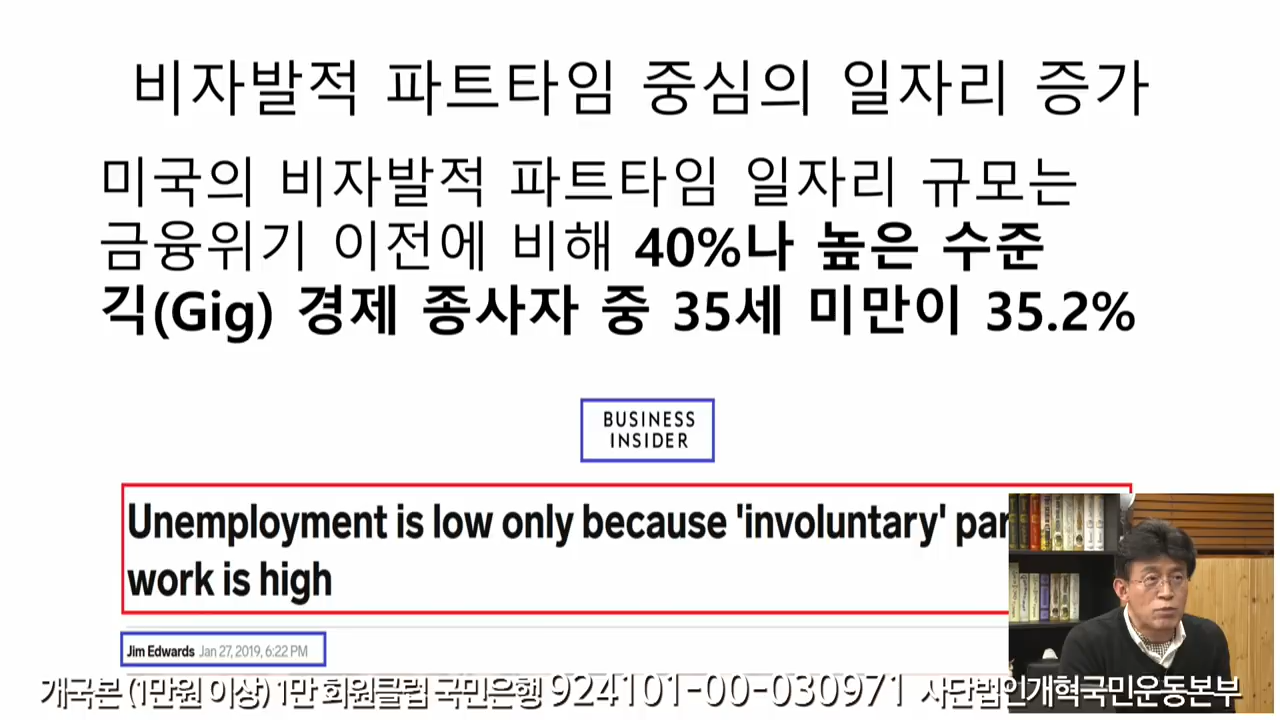 비자발적 파트타임 중심의 일자리 증가
미국의 비자발적 파트타임 일자리 규모는
금융위기 이전에 비해 40%나 높은 수준
긱(Gig) 경제 종사자 중 35세 미만이 35.2%
BUSINESS
INSIDER
Unemployment is low only because 'involuntary'
work is high
Jim Edwards Jan 27, 2019, 6:22 PM
개국본 (1만원 이상) 1만 회원클럽 국민은행 924101-00-030971 사단법인개혁국민운동본부